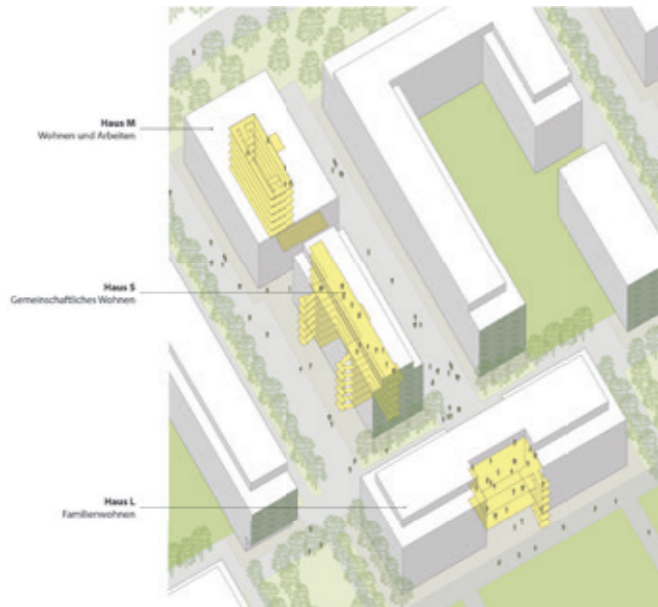 Haus M
Wohnen und Arbeiten
Haus S
Gemeinschaftliches Wohnen
Haus L
Familienwohnen